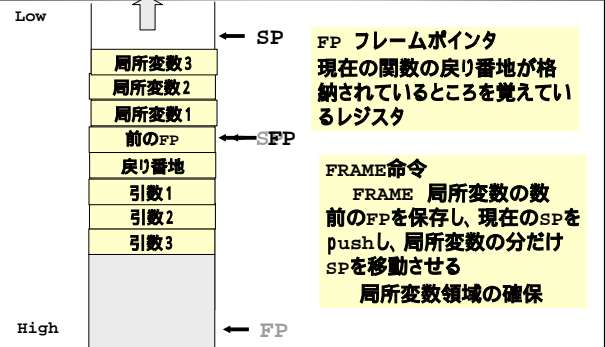 Low
SP
局所変数3
局所変数2
局所変数1
前のFP
SP
FP
戻り番地
引数1
引数2
引数3
High
FP
FP フレームポインタ
現在の関数の戻り番地が格
納されているところを覚えてい
るレジスタ
FRAME命令
FRAME 局所変数の数
前のFPを保存し、現在のSPを
pushし、局所変数の分だけ
SPを移動させる
局所変数領域の確保